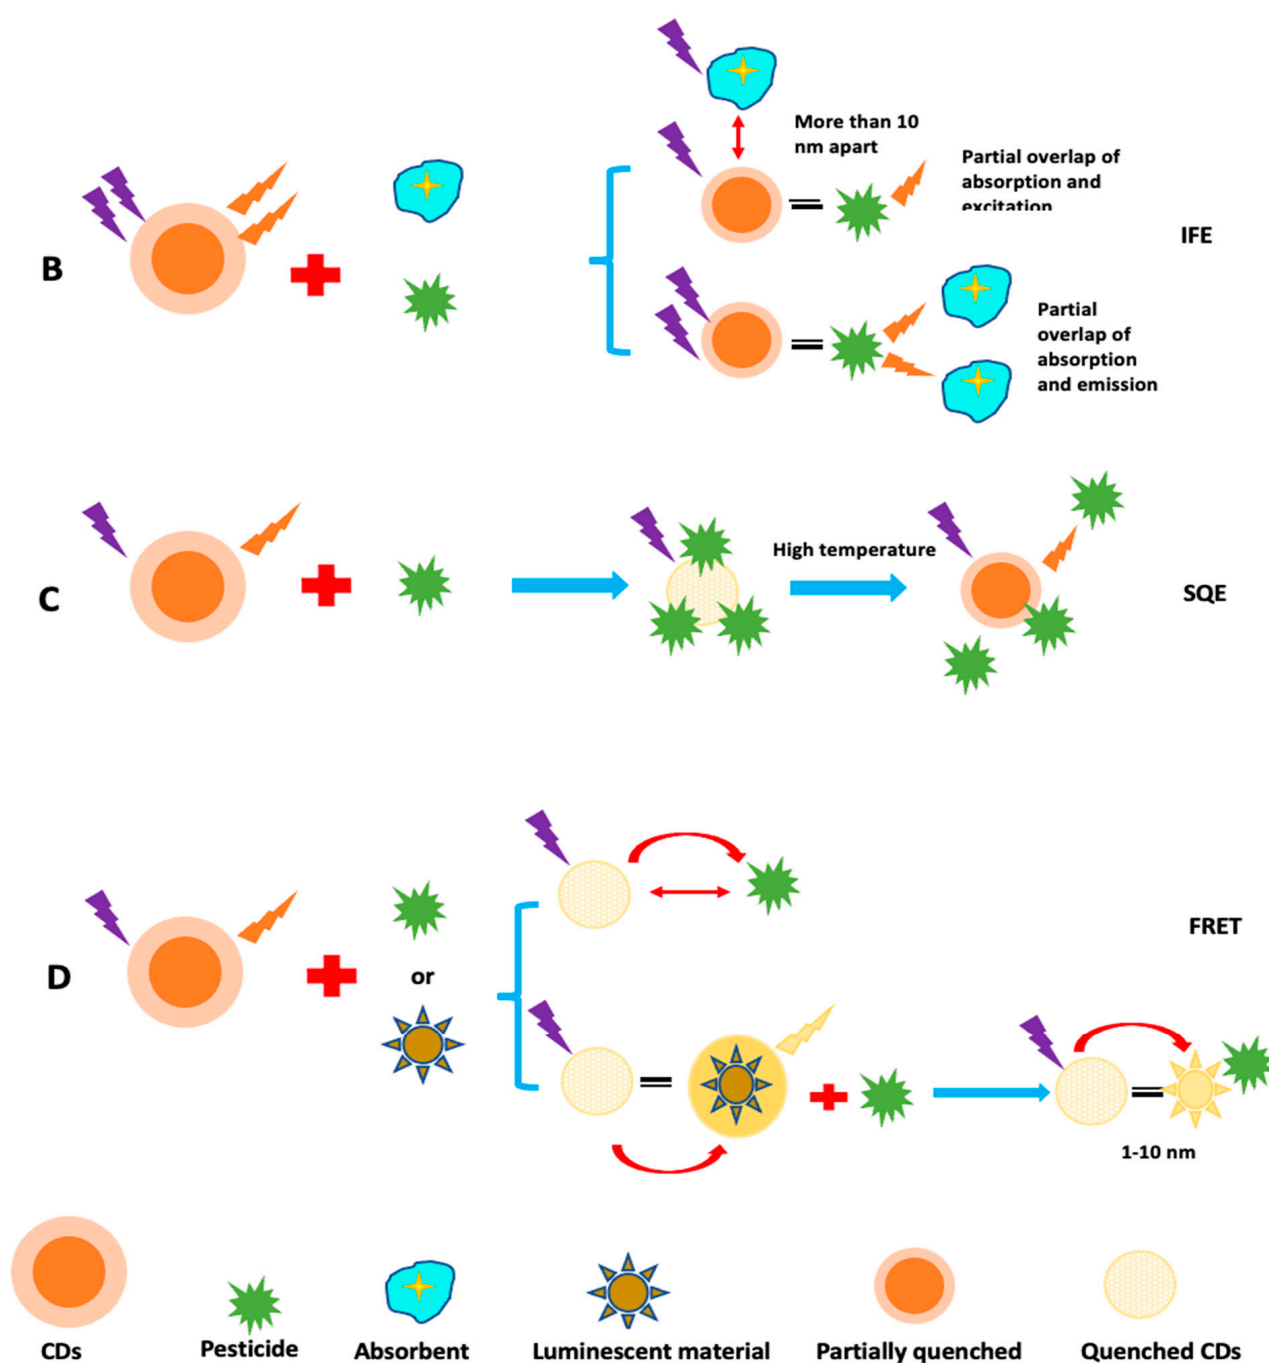 More than 10
nm apart
Partial overlap of
absorption and
excitation
B
IFE
Partial
overlap of
absorption
and emission
C
High temperature
SQE
D
or
FRET
1-10 nm
CDs
Pesticide
Absorbent
Luminescent material
Partially quenched
Quenched CDs